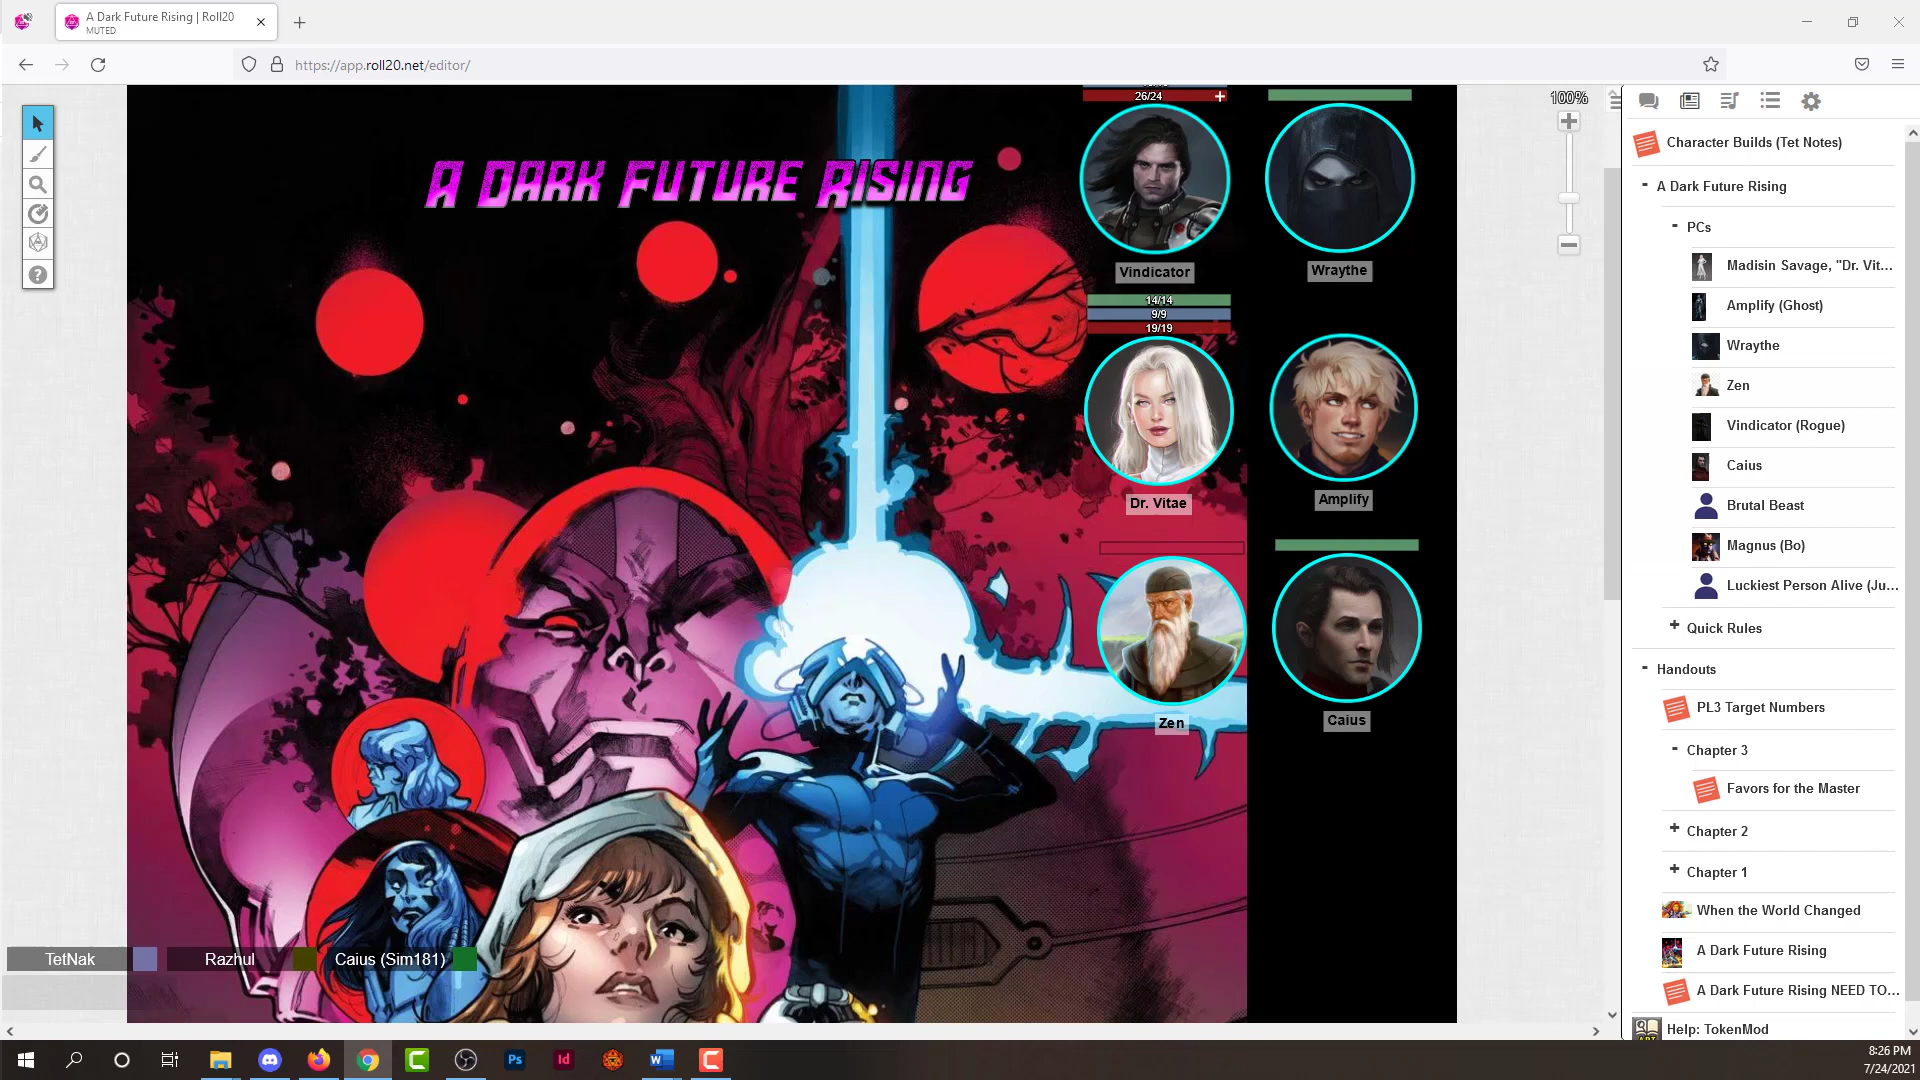 A Dark Future Rising | Roll20
MUTED
https://app.roll20.net/editor/
A DARK FUTURE RISING
26/24
Vindicator
Wraythe
14/14
9/9
19/19
Dr. Vitae
Amplify
Zen
Caius
100%
Character Builds (Tet Notes)
- A Dark Future Rising
- PCs
Madisin Savage, "Dr. Vit...
Amplify (Ghost)
Wraythe
Zen
Vindicator (Rogue)
Caius
Brutal Beast
Magnus (Bo)
Luckiest Person Alive (Ju...
+ Quick Rules
- Handouts
PL3 Target Numbers
- Chapter 3
Favors for the Master
+ Chapter 2
+ Chapter 1
When the World Changed
A Dark Future Rising
A Dark Future Rising NEED TO...
Help: TokenMod
TetNak
Razhul
Caius (Sim181)
8:26 PM
7/24/2021